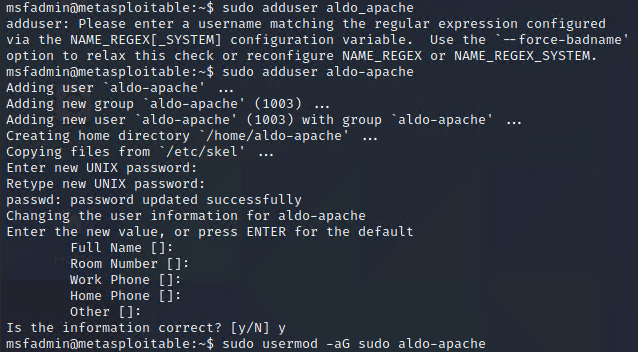 msfadmin@metasploitable:~$ sudo adduser aldo_apache
adduser: Please enter a username matching the regular expression configured
via the NAME_REGEX[_SYSTEM] configuration variable.  Use the `--force-badname'
option to relax this check or reconfigure NAME_REGEX or NAME_REGEX_SYSTEM.
msfadmin@metasploitable:~$ sudo adduser aldo-apache
Adding user `aldo-apache' ...
Adding new group `aldo-apache' (1003) ...
Adding new user `aldo-apache' (1003) with group `aldo-apache' ...
Creating home directory `/home/aldo-apache' ...
Copying files from `/etc/skel' ...
Enter new UNIX password:
Retype new UNIX password:
passwd: password updated successfully
Changing the user information for aldo-apache
Enter the new value, or press ENTER for the default
        Full Name []:
        Room Number []:
        Work Phone []:
        Home Phone []:
        Other []:
Is the information correct? [y/N] y
msfadmin@metasploitable:~$ sudo usermod -aG sudo aldo-apache